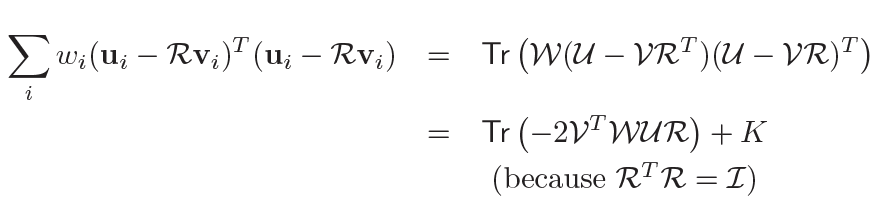 ∑_i w_i(𝐮_i − ℛ𝐯_i)^T(𝐮_i − ℛ𝐯_i) = Tr(𝒲(𝒰 − 𝒱ℛ^T)(𝒰 − 𝒱ℛ)^T)
= Tr(−2𝒱^T𝒲𝒰ℛ) + K
(because ℛ^Tℛ = ℐ)